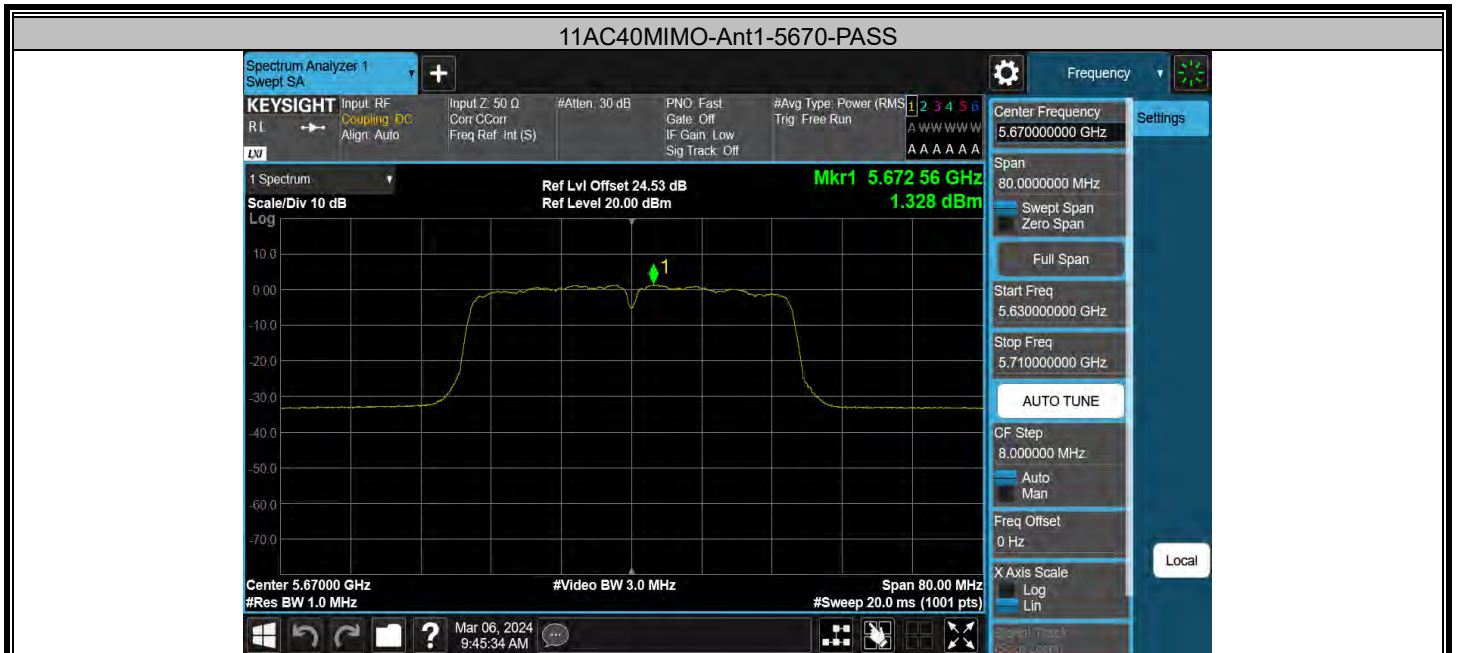 11AC40MIMO-Ant1-5670-PASS
Spectrum Analyzer 1
Swept SA
Frequency
KEYSIGHT
RL
LXI
Input: RF
Coupling: DC
Align: Auto
Input Z: 50 Ω
Corr CCorr
Freq Ref: Int (S)
#Atten: 30 dB
PNO: Fast
Gate: Off
IF Gain: Low
Sig Track: Off
#Avg Type: Power (RMS
Trig: Free Run
1 2 3 4 5 6
A WW WW W
A A A A A A
1 Spectrum
Scale/Div 10 dB
Log
Ref Lvl Offset 24.53 dB
Ref Level 20.00 dBm
Mkr1 5.672 56 GHz
1.328 dBm
10.0
0.00
-10.0
-20.0
-30.0
-40.0
-50.0
-60.0
-70.0
1
Center 5.67000 GHz
#Res BW 1.0 MHz
#Video BW 3.0 MHz
Span 80.00 MHz
#Sweep 20.0 ms (1001 pts)
Center Frequency
5.670000000 GHz
Settings
Span
80.0000000 MHz
Swept Span
Zero Span
Full Span
Start Freq
5.630000000 GHz
Stop Freq
5.710000000 GHz
AUTO TUNE
CF Step
8.000000 MHz
Auto
Man
Freq Offset
0 Hz
X Axis Scale
Log
Lin
Local
Signal Track
(Span Zoom)
?
Mar 06, 2024
9:45:34 AM